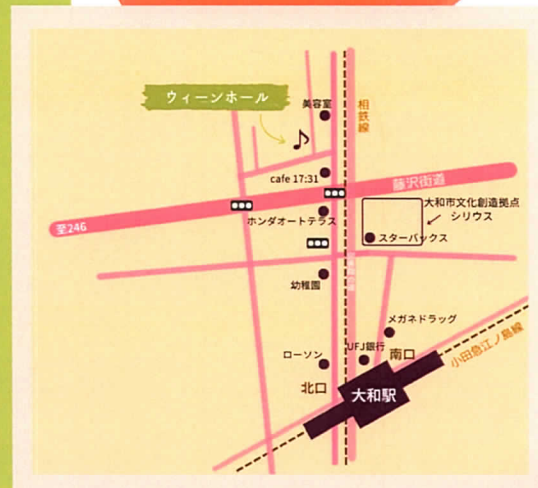 ウィーンホール
美容室
相鉄線
cafe 17:31
藤沢街道
至246
ホンダオートテラス
大和市文化創造拠点
シリウス
スターバックス
幼稚園
メガネドラッグ
UFJ銀行
南口
小田急江ノ島線
ローソン
北口
大和駅